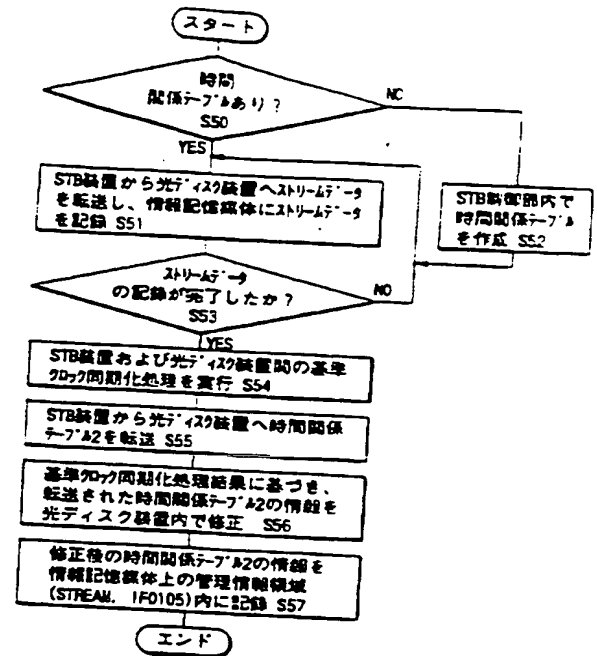 スタート
時間
関係テーブルあり?
S50
NO
YES
STB装置から光ディスク装置へストリームデータ
を転送し、情報記憶媒体にストリームデータ
を記録 S51
STB制御部内で
時間関係テーブル
を作成 S52
ストリームデータ
の記録が完了したか?
S53
NO
YES
STB装置および光ディスク装置間の基準
クロック同期化処理を実行 S54
STB装置から光ディスク装置へ時間関係
テーブル2を転送 S55
基準クロック同期化処理結果に基づき、
転送された時間関係テーブル2の情報を
光ディスク装置内で修正 S56
修正後の時間関係テーブル2の情報を
情報記憶媒体上の管理情報領域
(STREAM. IFO105)内に記録 S57
エンド